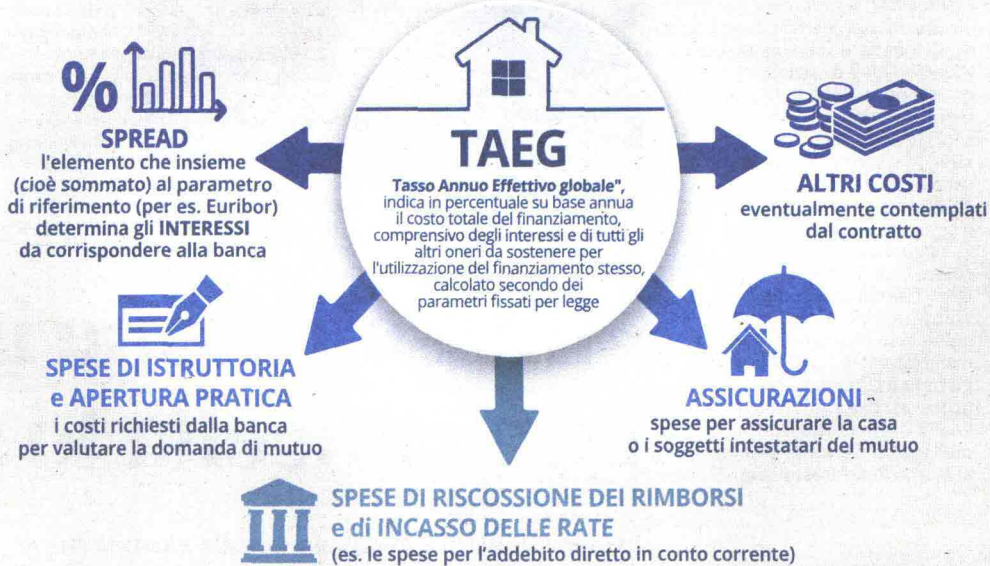 TAEG
Tasso Annuo Effettivo globale",
indica in percentuale su base annua
il costo totale del finanziamento,
comprensivo degli interessi e di tutti gli
altri oneri da sostenere per
l'utilizzazione del finanziamento stesso,
calcolato secondo dei
parametri fissati per legge
%
SPREAD
l'elemento che insieme
(cioè sommato) al parametro
di riferimento (per es. Euribor)
determina gli INTERESSI
da corrispondere alla banca
ALTRI COSTI
eventualmente contemplati
dal contratto
SPESE DI ISTRUTTORIA
e APERTURA PRATICA
i costi richiesti dalla banca
per valutare la domanda di mutuo
ASSICURAZIONI
spese per assicurare la casa
o i soggetti intestatari del mutuo
SPESE DI RISCOSSIONE DEI RIMBORSI
e di INCASSO DELLE RATE
(es. le spese per l'addebito diretto in conto corrente)